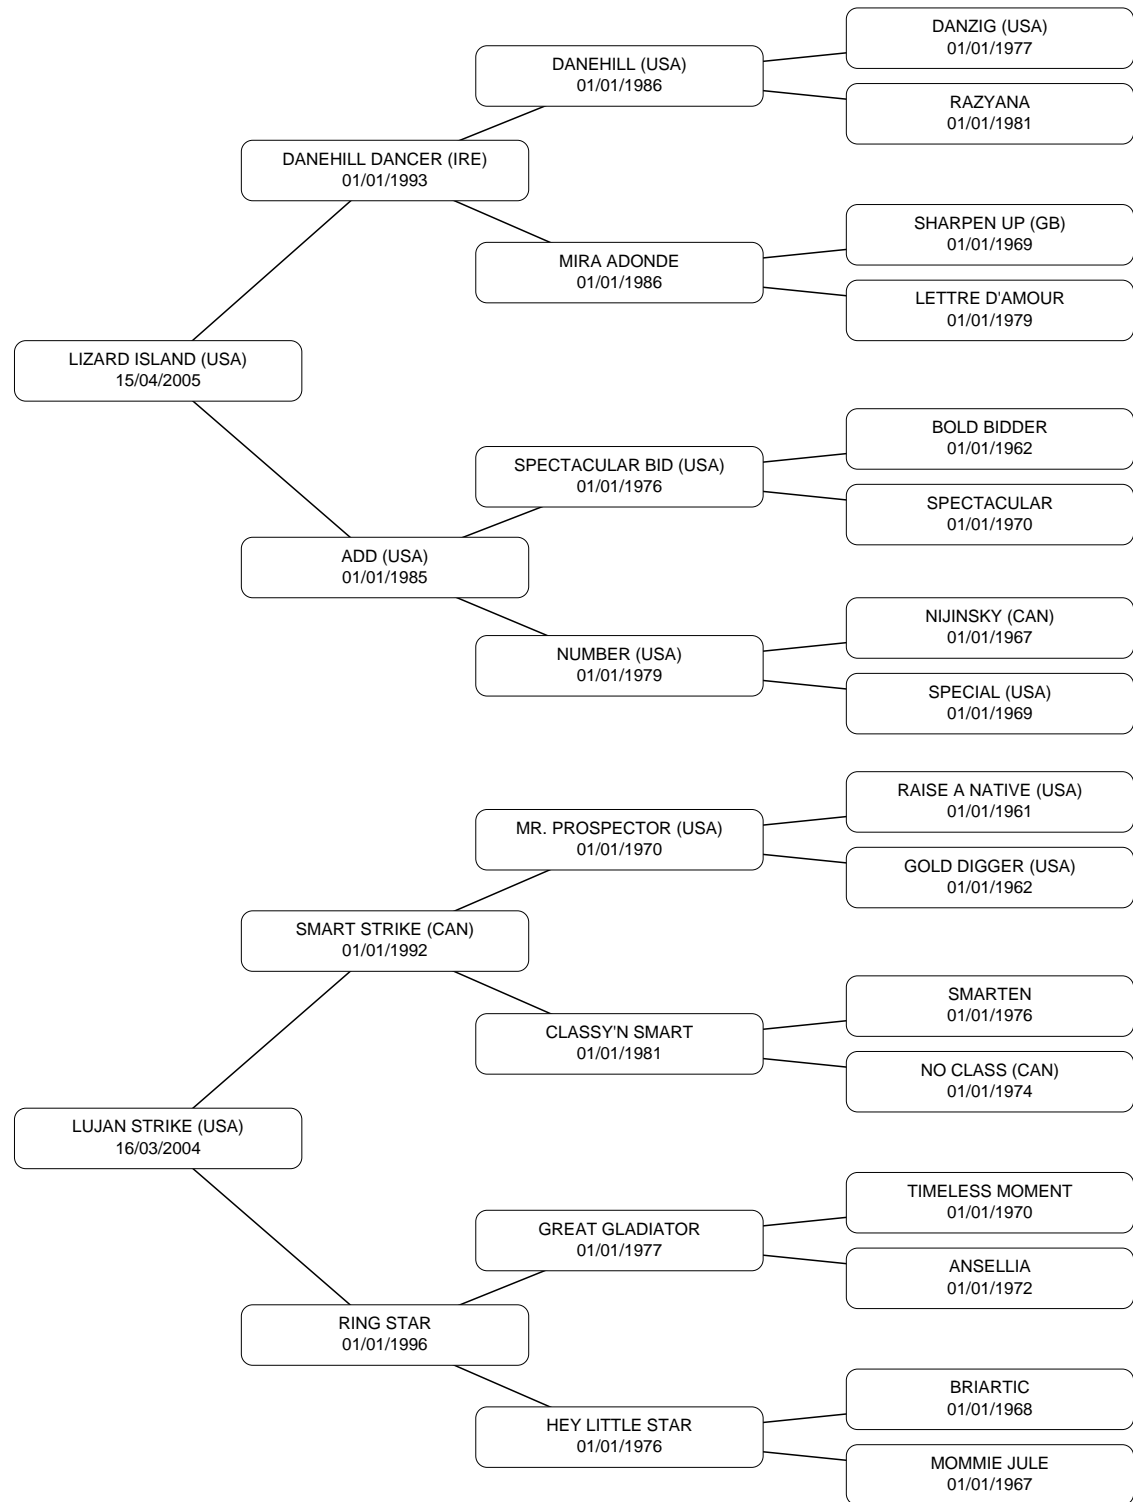 DANZIG (USA)
01/01/1977
DANEHILL (USA)
01/01/1986
RAZYANA
01/01/1981
DANEHILL DANCER (IRE)
01/01/1993
SHARPEN UP (GB)
01/01/1969
MIRA ADONDE
01/01/1986
LETTRE D'AMOUR
01/01/1979
LIZARD ISLAND (USA)
15/04/2005
BOLD BIDDER
01/01/1962
SPECTACULAR BID (USA)
01/01/1976
SPECTACULAR
01/01/1970
ADD (USA)
01/01/1985
NIJINSKY (CAN)
01/01/1967
NUMBER (USA)
01/01/1979
SPECIAL (USA)
01/01/1969
RAISE A NATIVE (USA)
01/01/1961
MR. PROSPECTOR (USA)
01/01/1970
GOLD DIGGER (USA)
01/01/1962
SMART STRIKE (CAN)
01/01/1992
SMARTEN
01/01/1976
CLASSY'N SMART
01/01/1981
NO CLASS (CAN)
01/01/1974
LUJAN STRIKE (USA)
16/03/2004
TIMELESS MOMENT
01/01/1970
GREAT GLADIATOR
01/01/1977
ANSELLIA
01/01/1972
RING STAR
01/01/1996
BRIARTIC
01/01/1968
HEY LITTLE STAR
01/01/1976
MOMMIE JULE
01/01/1967